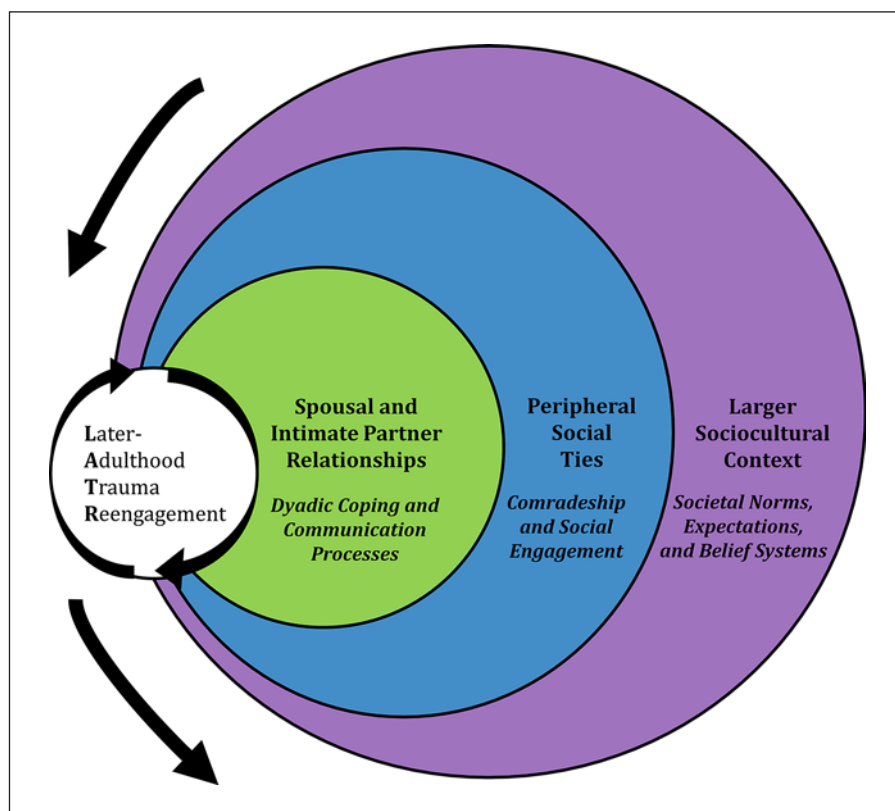 Later-
Adulthood
Trauma
Reengagement
Spousal and
Intimate Partner
Relationships
Dyadic Coping and
Communication
Processes
Peripheral
Social
Ties
Comradeship
and Social
Engagement
Larger
Sociocultural
Context
Societal Norms,
Expectations,
and Belief Systems